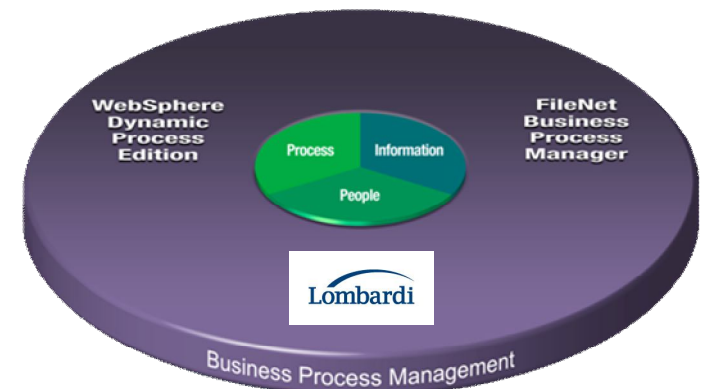 WebSphere
Dynamic
Process
Edition
FileNet
Business
Process
Manager
Process
Information
People
Lombardi
Business Process Management